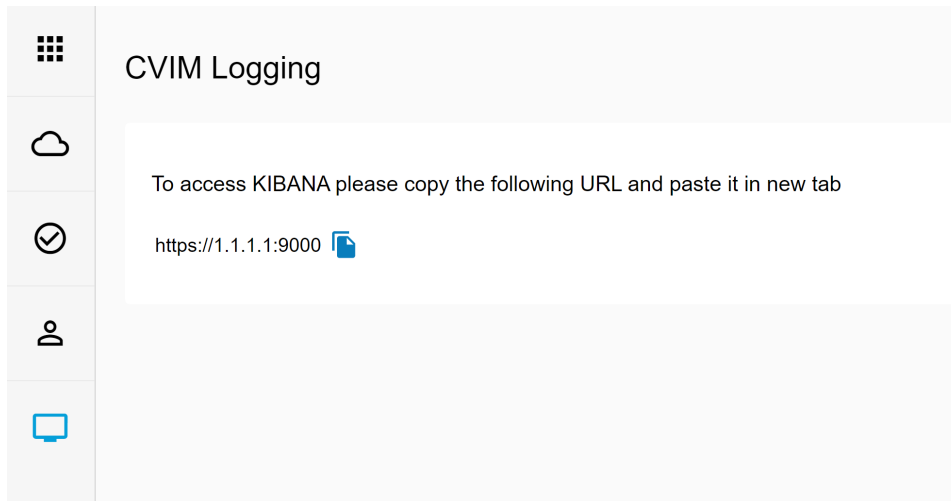 CVIM Logging
To access KIBANA please copy the following URL and paste it in new tab
https://1.1.1.1:9000